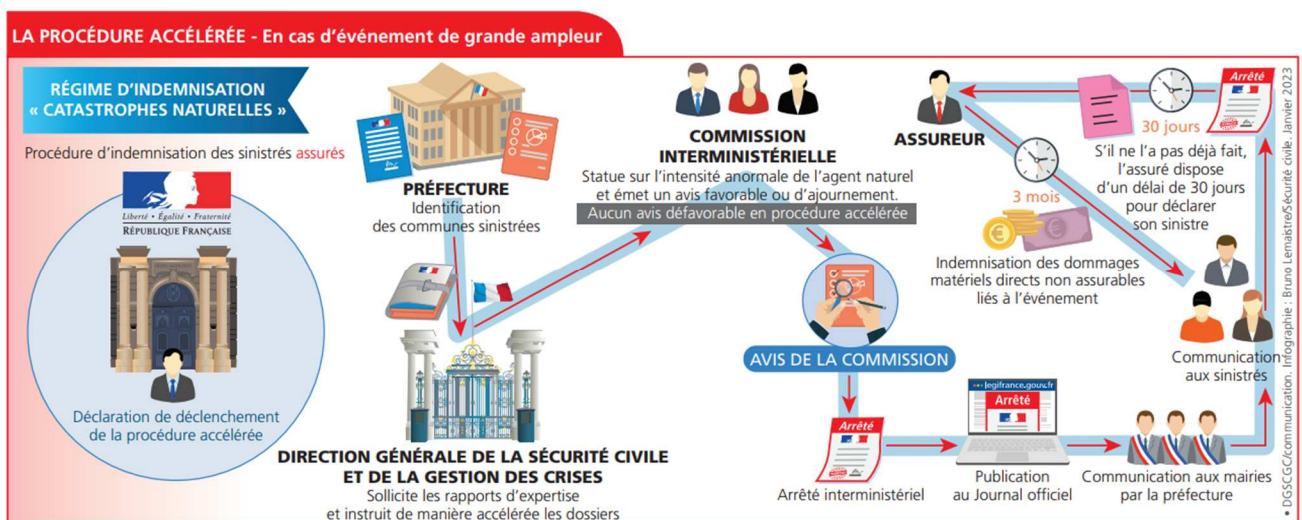 LA PROCÉDURE ACCÉLÉRÉE - En cas d'événement de grande ampleur
RÉGIME D'INDEMNISATION
« CATASTROPHES NATURELLES »
Procédure d'indemnisation des sinistrés assurés
Liberté • Égalité • Fraternité
RÉPUBLIQUE FRANÇAISE
Déclaration de déclenchement
de la procédure accélérée
PRÉFECTURE
Identification
des communes sinistrées
DIRECTION GÉNÉRALE DE LA SÉCURITÉ CIVILE
ET DE LA GESTION DES CRISES
Sollicite les rapports d'expertise
et instruit de manière accélérée les dossiers
COMMISSION
INTERMINISTÉRIELLE
Statue sur l'intensité anormale de l'agent naturel
et émet un avis favorable ou d'ajournement.
Aucun avis défavorable en procédure accélérée
AVIS DE LA COMMISSION
Arrêté
Arrêté interministériel
legifrance.gouv.fr
Arrêté
Publication
au Journal officiel
Communication aux mairies
par la préfecture
Communication
aux sinistrés
Arrêté
30 jours
S'il ne l'a pas déjà fait,
l'assuré dispose
d'un délai de 30 jours
pour déclarer
son sinistre
ASSUREUR
3 mois
Indemnisation des dommages
matériels directs non assurables
liés à l'événement
• DGSCGC/communication. Infographie : Bruno Lemaistre/Sécurité civile. Janvier 2023